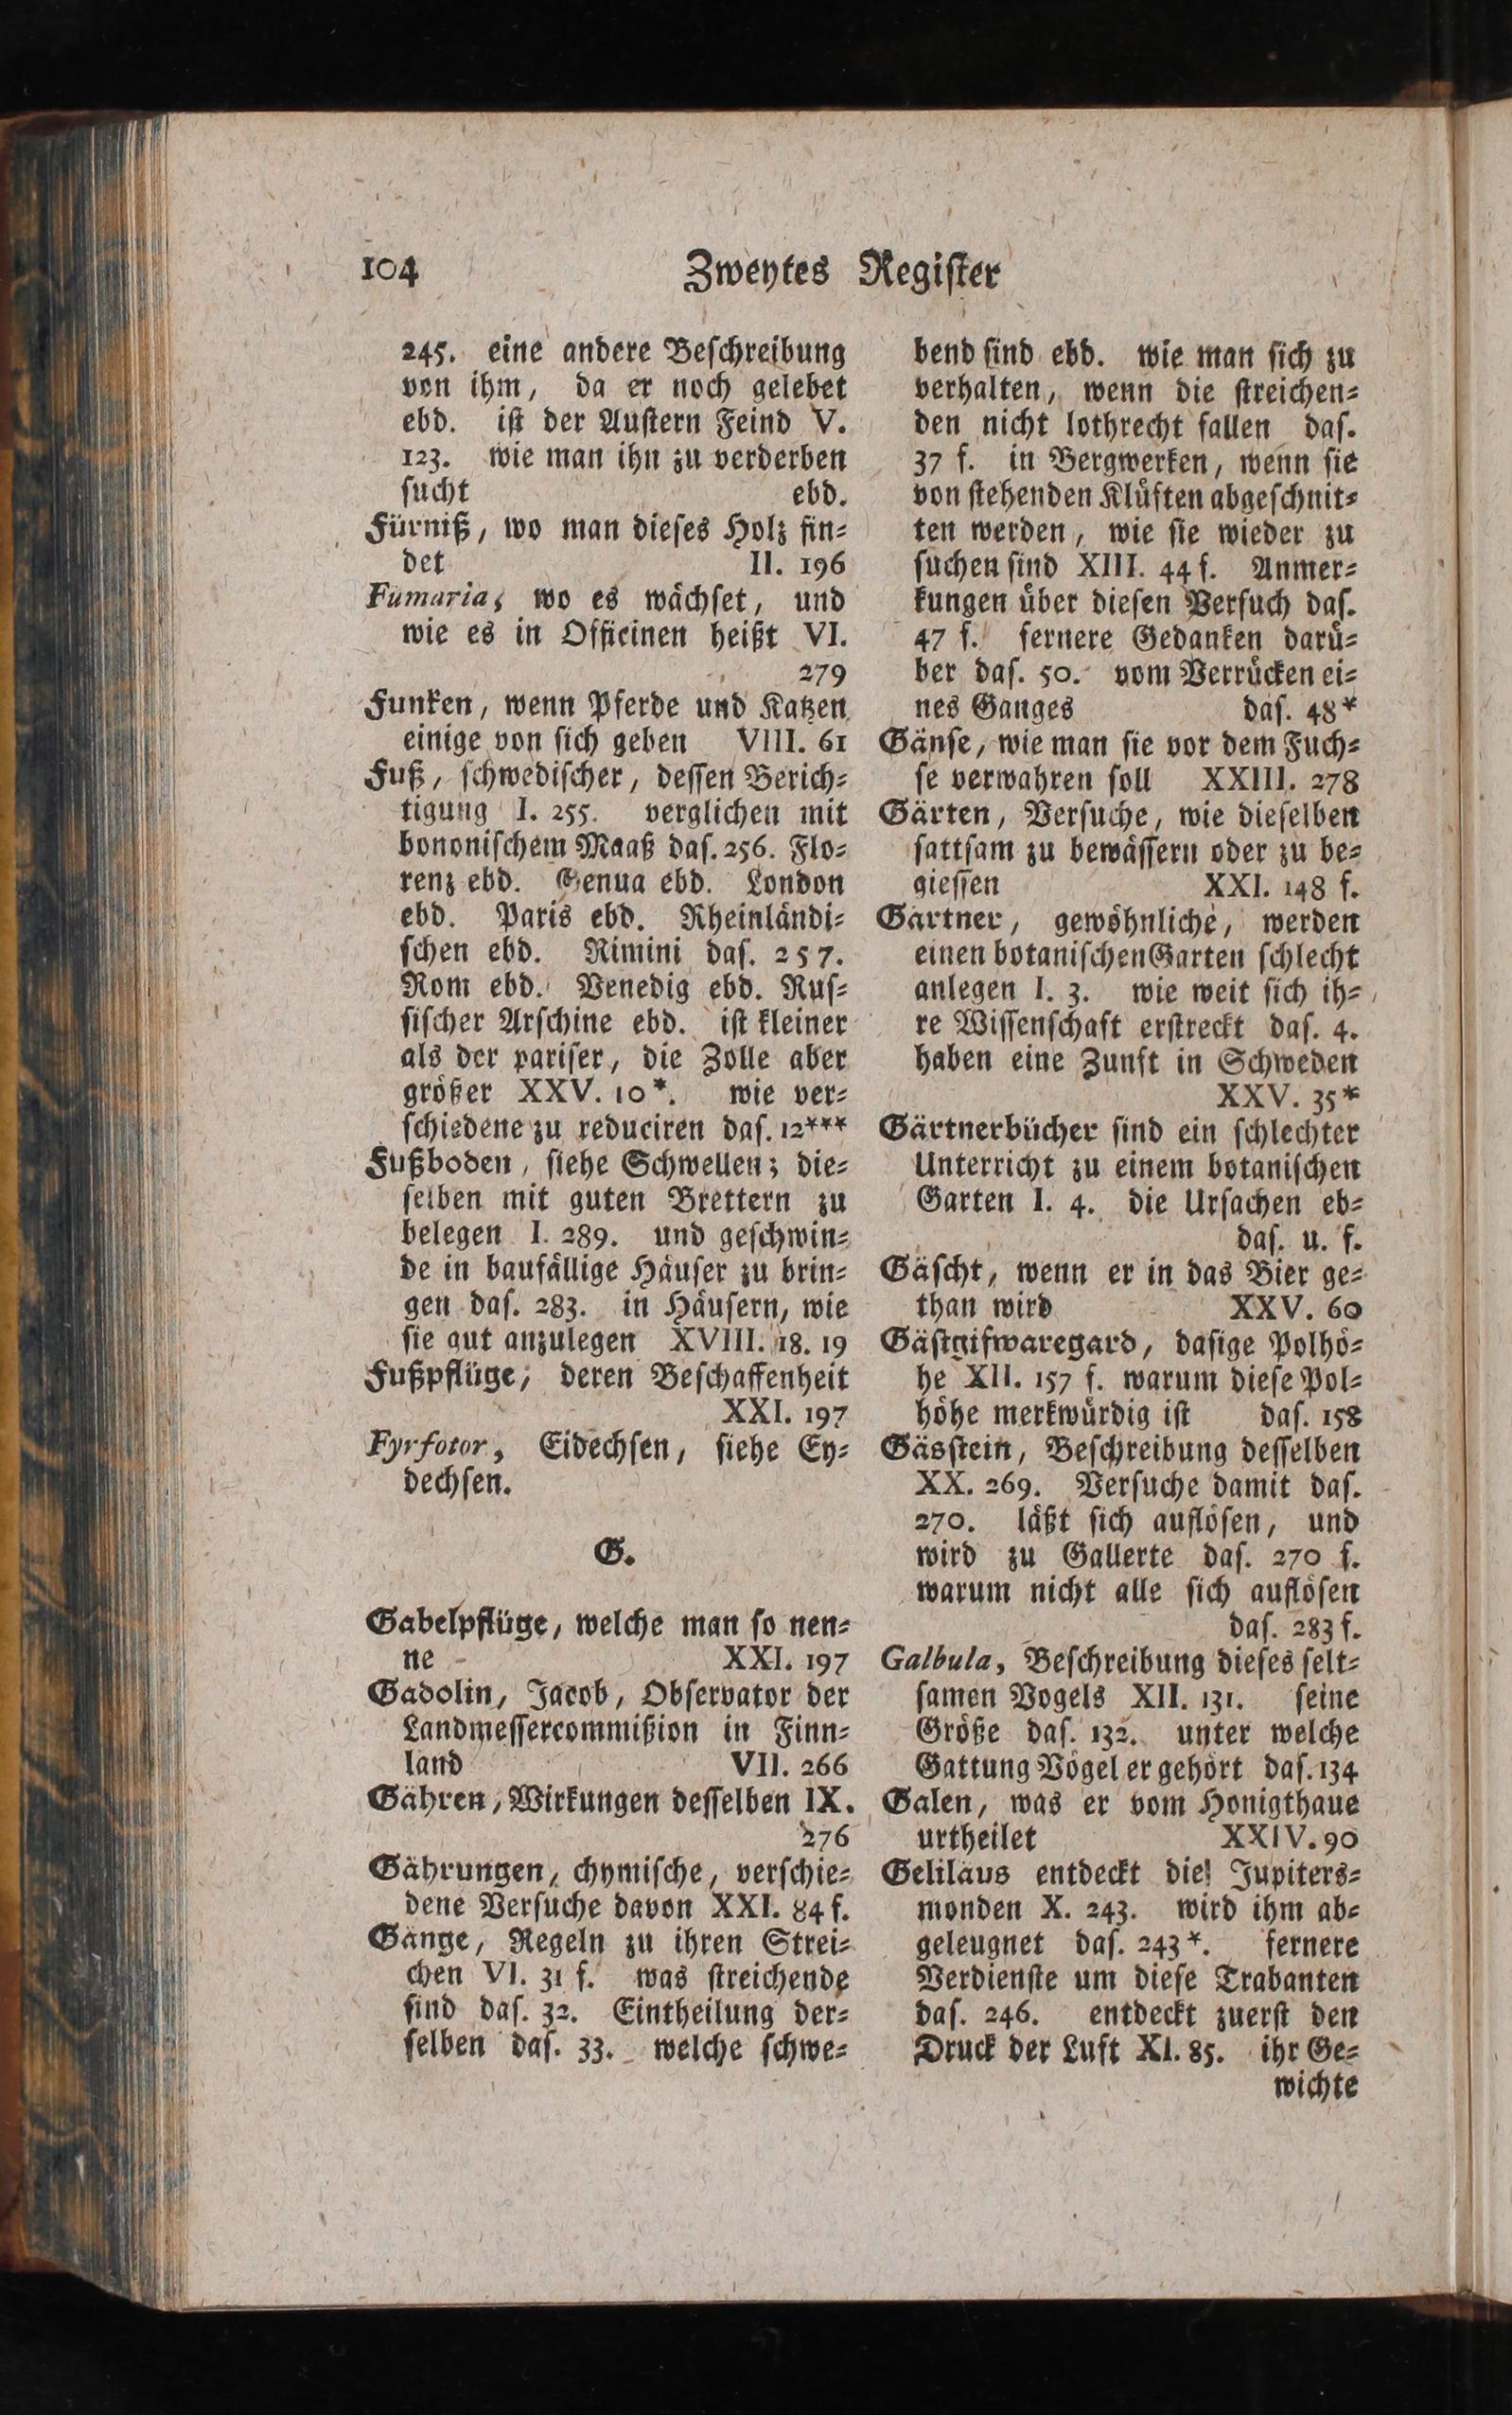 104 Zweytes Regiſter
245. eine andere Beſchreibung
von ihm, da er noch gelebet
ebd. iſt der Auſtern Feind V.
123. wie man ihn zu verderben
ſucht ebd.
Fürniß, wo man dieſes Holz fin⸗
det II. 196
Fumaria, wo es wächſet, und
wie es in Officinen heißt VI.
279
Funken, wenn Pferde und Katzen
einige von ſich geben VIII. 61
Fuß, ſchwediſcher, deſſen Berich⸗
tigung I. 255. verglichen mit
bononiſchem Maaß daſ. 256. Flo⸗
renz ebd. Genua ebd. London
ebd. Paris ebd. Rheinländi⸗
ſchen ebd. Rimini daſ. 257.
Rom ebd. Venedig ebd. Ruſ⸗
ſiſcher Arſchine ebd. iſt kleiner
als der pariſer, die Zolle aber
größer XXV. 10*. wie ver⸗
ſchiedene zu reduciren daſ. 12***
Fußboden, ſiehe Schwellen; die⸗
ſelben mit guten Brettern zu
belegen I. 289. und geſchwin⸗
de in baufällige Häuſer zu brin⸗
gen daſ. 283. in Häuſern, wie
ſie gut anzulegen XVIII. 18. 19
Fußpflüge, deren Beſchaffenheit
XXI. 197
Fyrfotor, Eidechſen, ſiehe Ey⸗
dechſen.
G.
Gabelpflüge, welche man ſo nen⸗
ne XXI. 197
Gadolin, Jacob, Obſervator der
Landmeſſercommißion in Finn⸗
land VII. 266
Gähren, Wirkungen deſſelben IX.
276
Gährungen, chymiſche, verſchie⸗
dene Verſuche davon XXI. 84 f.
Gänge, Regeln zu ihren Strei⸗
chen VI. 31 f. was ſtreichende
ſind daſ. 32. Eintheilung der⸗
ſelben daſ. 33. welche ſchwe⸗
bend ſind ebd. wie man ſich zu
verhalten, wenn die ſtreichen⸗
den nicht lothrecht fallen daſ.
37 f. in Bergwerken, wenn ſie
von ſtehenden Klüften abgeſchnit⸗
ten werden, wie ſie wieder zu
ſuchen ſind XIII. 44 f. Anmer⸗
kungen über dieſen Verſuch daſ.
47 f. fernere Gedanken darü⸗
ber daſ. 50. vom Verrücken ei⸗
nes Ganges daſ. 48*
Gänſe, wie man ſie vor dem Fuch⸗
ſe verwahren ſoll XXIII. 278
Gärten, Verſuche, wie dieſelben
ſattſam zu bewäſſern oder zu be⸗
gieſſen XXI. 148 f.
Gärtner, gewöhnliche, werden
einen botaniſchen Garten ſchlecht
anlegen I. 3. wie weit ſich ih⸗
re Wiſſenſchaft erſtreckt daſ. 4.
haben eine Zunft in Schweden
XXV. 35*
Gärtnerbücher ſind ein ſchlechter
Unterricht zu einem botaniſchen
Garten I. 4. die Urſachen eb⸗
daſ. u. f.
Gäſcht, wenn er in das Bier ge⸗
than wird XXV. 60
Gäſtgifwaregard, daſige Polhö⸗
he XII. 157 f. warum dieſe Pol⸗
höhe merkwürdig iſt daſ. 158
Gäsſtein, Beſchreibung deſſelben
XX. 269. Verſuche damit daſ.
270. läßt ſich auflöſen, und
wird zu Gallerte daſ. 270 f.
warum nicht alle ſich auflöſen
daſ. 283 f.
Galbula, Beſchreibung dieſes ſelt⸗
ſamen Vogels XII. 131. ſeine
Größe daſ. 132. unter welche
Gattung Vögel er gehört daſ. 134
Galen, was er vom Honigthaue
urtheilet XXIV. 90
Geliläus entdeckt die Jupiters⸗
monden X. 243. wird ihm ab⸗
geleugnet daſ. 243*. fernere
Verdienſte um dieſe Trabanten
daſ. 246. entdeckt zuerſt den
Druck der Luft XI. 85. ihr Ge⸗
wichte